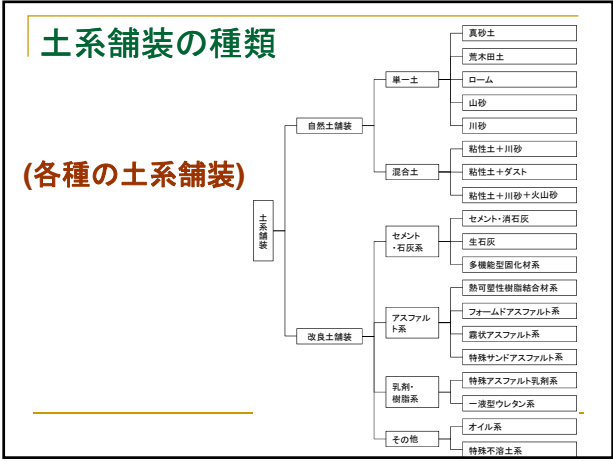 土系舗装の種類
(各種の土系舗装)
土系舗装
自然土舗装
単一土
真砂土
荒木田土
ローム
山砂
川砂
混合土
粘性土＋川砂
粘性土＋ダスト
粘性土＋川砂＋火山砂
改良土舗装
セメント
・石灰系
セメント・消石灰
生石灰
多機能型固化材系
アスファル
ト系
熱可塑性樹脂結合材系
フォームドアスファルト系
霧状アスファルト系
特殊サンドアスファルト系
乳剤・
樹脂系
特殊アスファルト乳剤系
一液型ウレタン系
その他
オイル系
特殊不溶土系